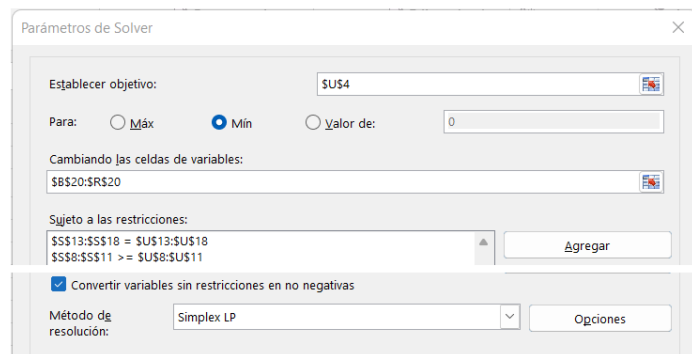 Parámetros de Solver
Establecer objetivo: $U$4
Para: Máx Mín Valor de: 0
Cambiando las celdas de variables:
$B$20:$R$20
Sujeto a las restricciones:
$S$13:$S$18 = $U$13:$U$18
$S$8:$S$11 >= $U$8:$U$11
Agregar
Convertir variables sin restricciones en no negativas
Método de
resolución:
Simplex LP
Opciones